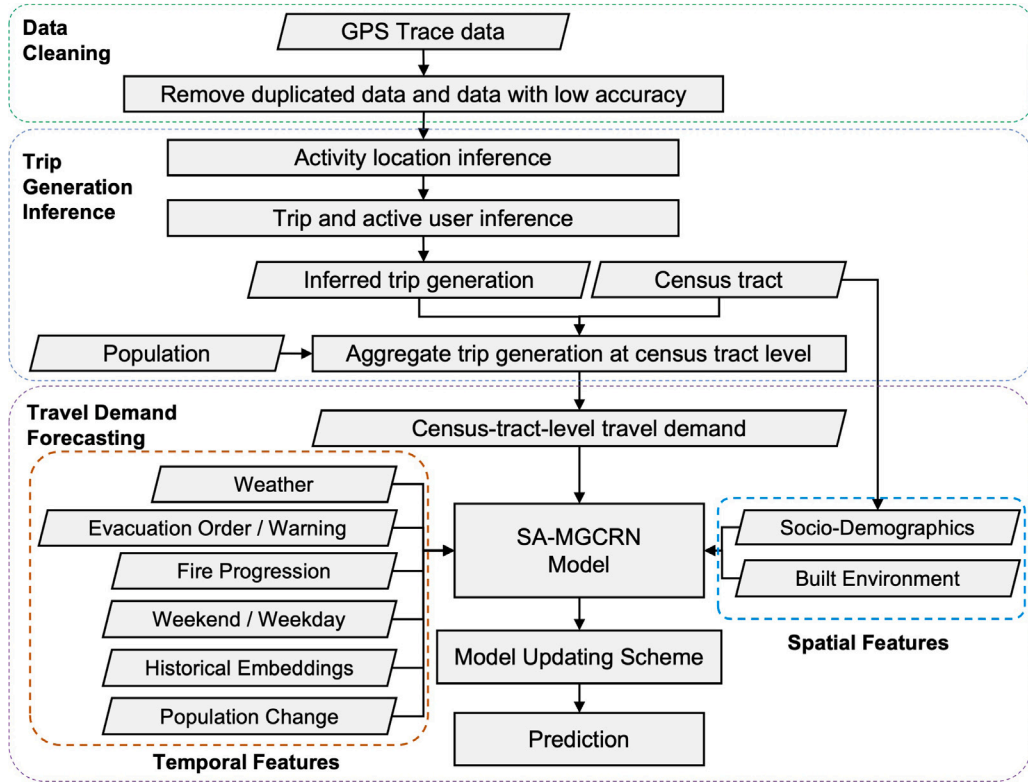 Data
Cleaning
GPS Trace data
Remove duplicated data and data with low accuracy
Trip
Generation
Inference
Activity location inference
Trip and active user inference
Inferred trip generation
Census tract
Population
Aggregate trip generation at census tract level
Travel Demand
Forecasting
Census-tract-level travel demand
Weather
Evacuation Order / Warning
Fire Progression
Weekend / Weekday
Historical Embeddings
Population Change
Temporal Features
SA-MGCRN
Model
Model Updating Scheme
Prediction
Socio-Demographics
Built Environment
Spatial Features